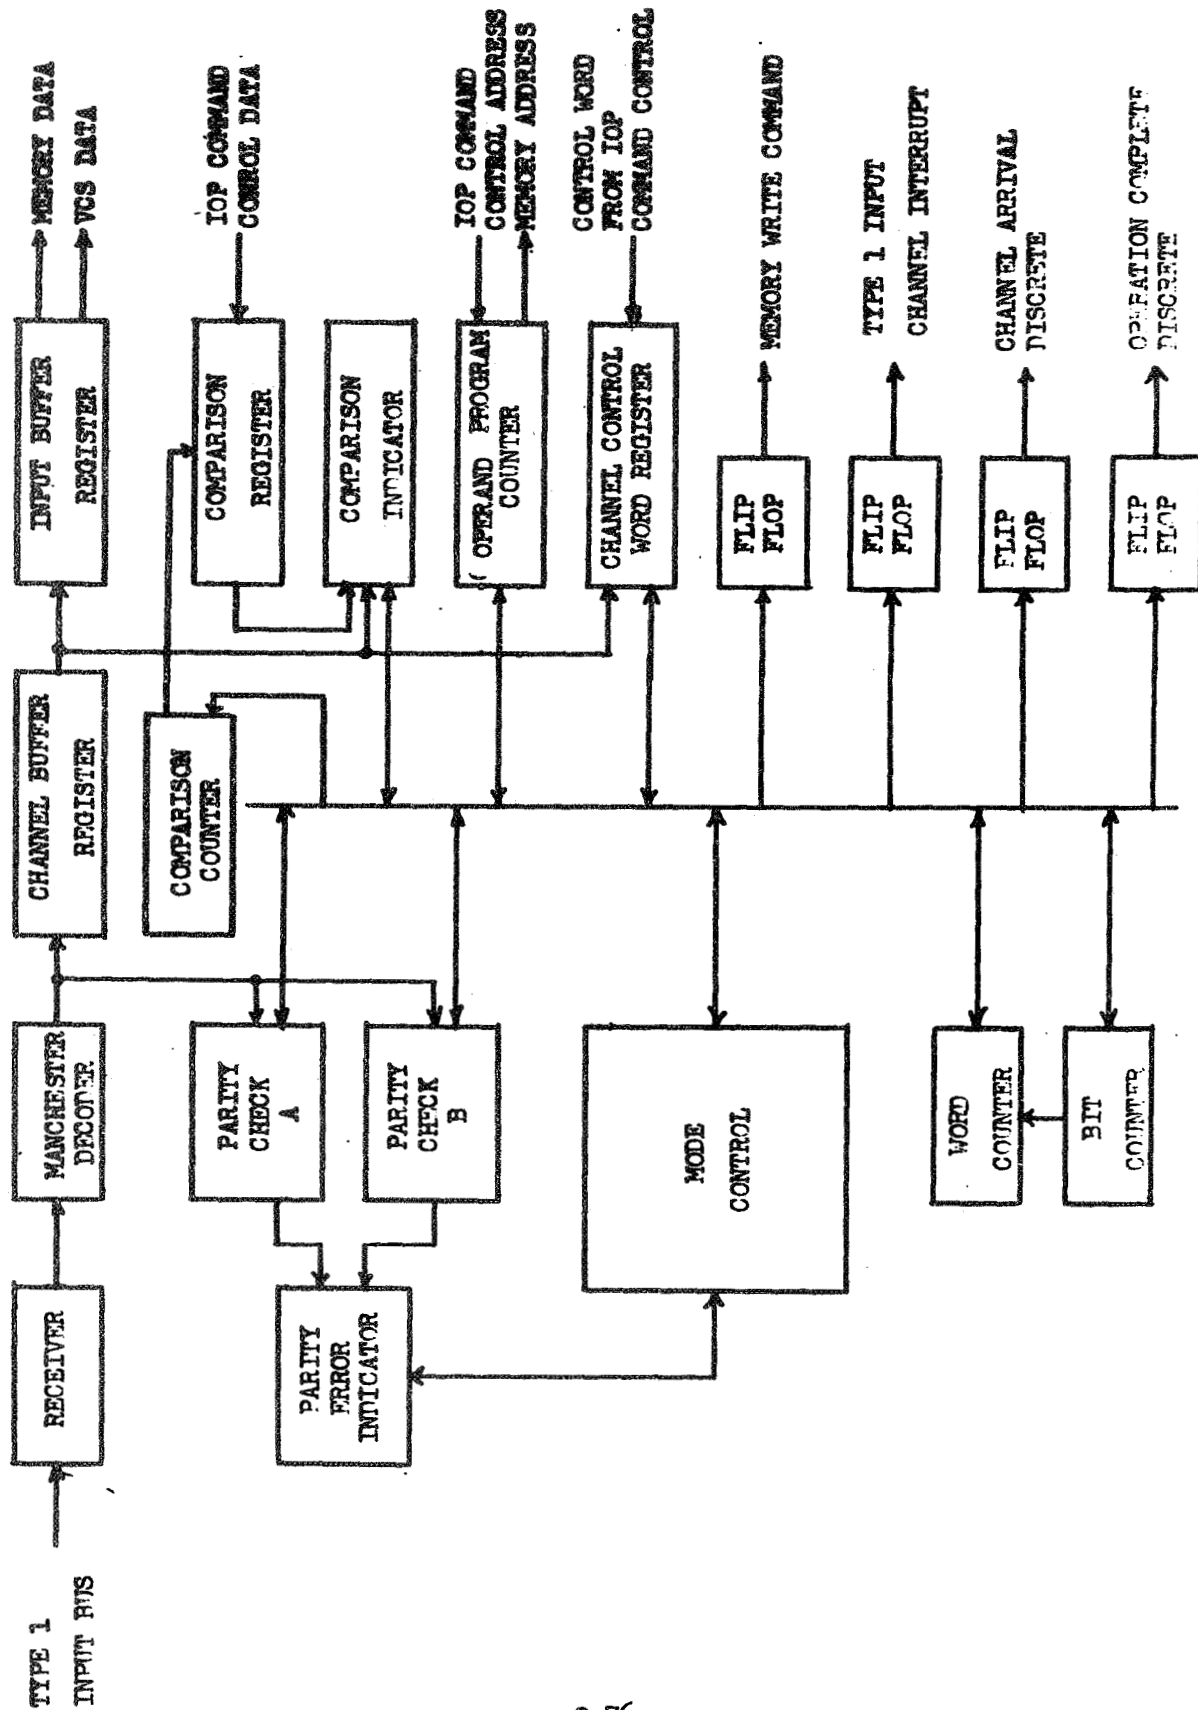 TYPE 1
INPUT BUS
RECEIVER
MANCHESTER
DECODER
CHANNEL BUFFER
REGISTER
INPUT BUFFER
REGISTER
MEMORY DATA
VCS DATA
COMPARISON
COUNTER
COMPARISON
REGISTER
IOP COMMAND
CONROL DATA
PARITY
CHECK
A
COMPARISON
INDICATOR
PARITY
ERROR
INDICATOR
PARITY
CHECK
B
OPERAND PROGRAM
COUNTER
IOP COMMAND
CONTROL ADDRESS
MEMORY ADDRESS
CHANNEL CONTROL
WORD REGISTER
CONTROL WORD
FROM IOP
COMMAND CONTROL
MODE
CONTROL
FLIP
FLOP
MEMORY WRITE COMMAND
FLIP
FLOP
TYPE 1 INPUT
CHANNEL INTERRUPT
WORD
COUNTER
FLIP
FLOP
CHANNEL ARRIVAL
DISCRETE
BIT
COUNTER
FLIP
FLOP
OPERATION COMPLETE
DISCRETE